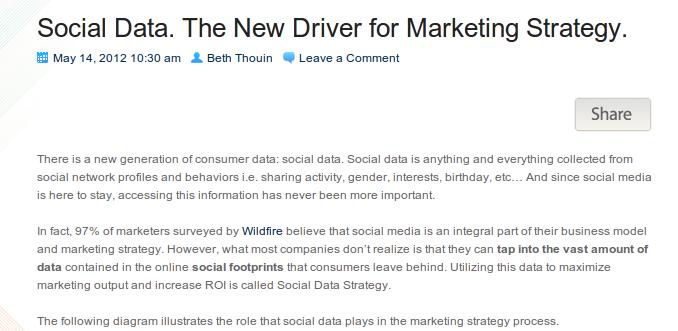 Social Data. The New Driver for Marketing Strategy.
May 14, 2012 10:30 am Beth Thouin Leave a Comment
Share
There is a new generation of consumer data: social data. Social data is anything and everything collected from
social network profiles and behaviors i.e. sharing activity, gender, interests, birthday, etc… And since social media
is here to stay, accessing this information has never been more important.
In fact, 97% of marketers surveyed by Wildfire believe that social media is an integral part of their business model
and marketing strategy. However, what most companies don’t realize is that they can tap into the vast amount of
data contained in the online social footprints that consumers leave behind. Utilizing this data to maximize
marketing output and increase ROI is called Social Data Strategy.
The following diagram illustrates the role that social data plays in the marketing strategy process.